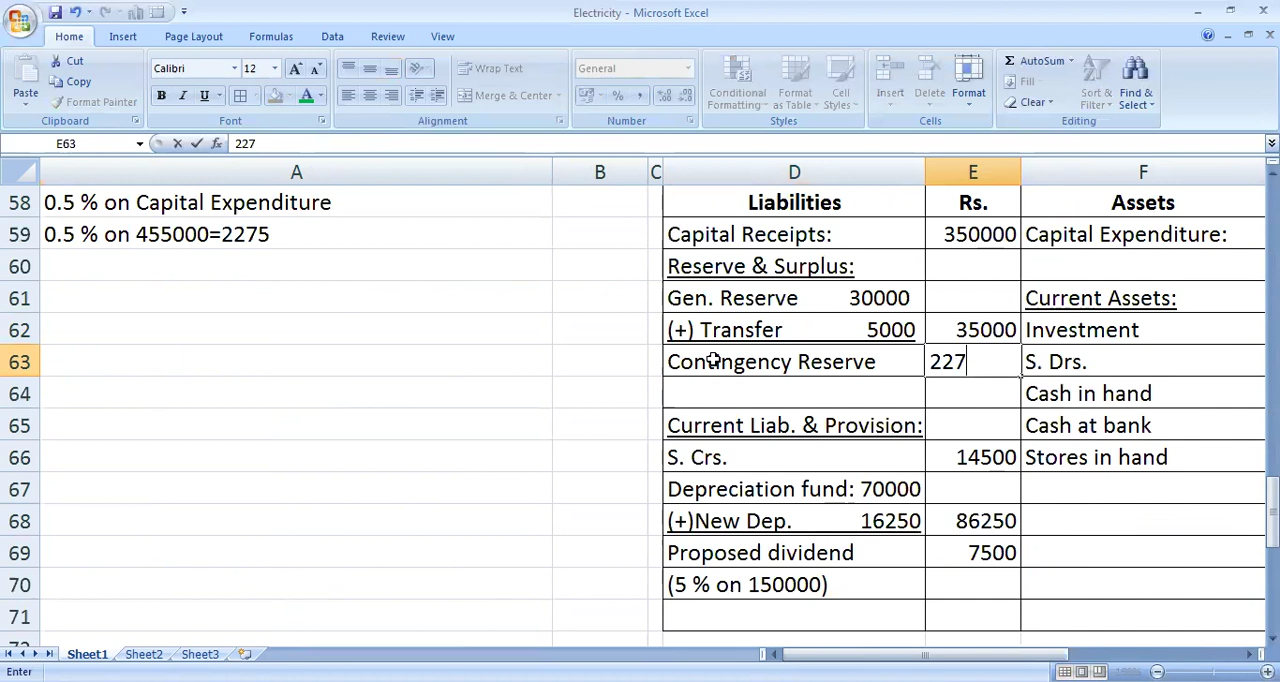 Electricity - Microsoft Excel
Home Insert Page Layout Formulas Data Review View
Paste
Cut
Copy
Format Painter
Clipboard
Calibri 12
B I U
Font
Wrap Text
Merge & Center
Alignment
General
Number
Conditional Formatting
Format as Table
Cell Styles
Styles
Insert
Delete
Format
Cells
AutoSum
Fill
Clear
Sort & Filter
Find & Select
Editing
E63 fx 227
A B C D E F
58 0.5 % on Capital Expenditure Liabilities Rs. Assets
59 0.5 % on 455000=2275 Capital Receipts: 350000 Capital Expenditure:
60 Reserve & Surplus:
61 Gen. Reserve 30000 Current Assets:
62 (+) Transfer 5000 35000 Investment
63 Contingency Reserve 227 S. Drs.
64 Cash in hand
65 Current Liab. & Provision: Cash at bank
66 S. Crs. 14500 Stores in hand
67 Depreciation fund: 70000
68 (+)New Dep. 16250 86250
69 Proposed dividend 7500
70 (5 % on 150000)
71
Sheet1 Sheet2 Sheet3
Enter